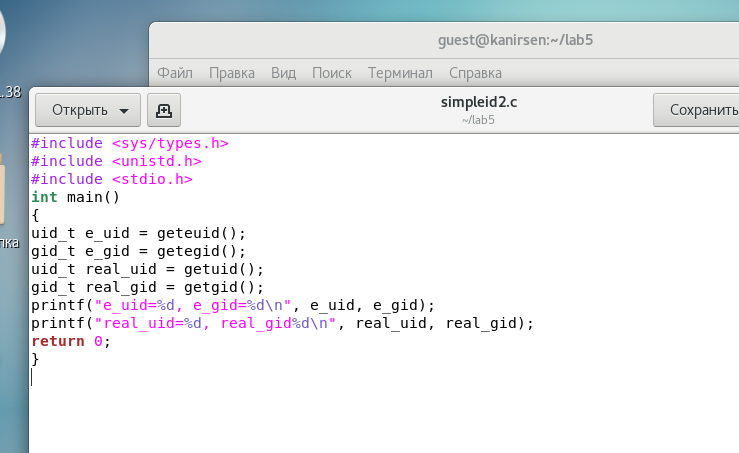 guest@kanirsen:~/lab5
Файл Правка Вид Поиск Терминал Справка
.38
Открыть simpleid2.c Сохранить
~/lab5
#include <sys/types.h>
#include <unistd.h>
#include <stdio.h>
int main()
{
uid_t e_uid = geteuid();
gid_t e_gid = getegid();
uid_t real_uid = getuid();
gid_t real_gid = getgid();
printf("e_uid=%d, e_gid=%d\n", e_uid, e_gid);
printf("real_uid=%d, real_gid%d\n", real_uid, real_gid);
return 0;
}